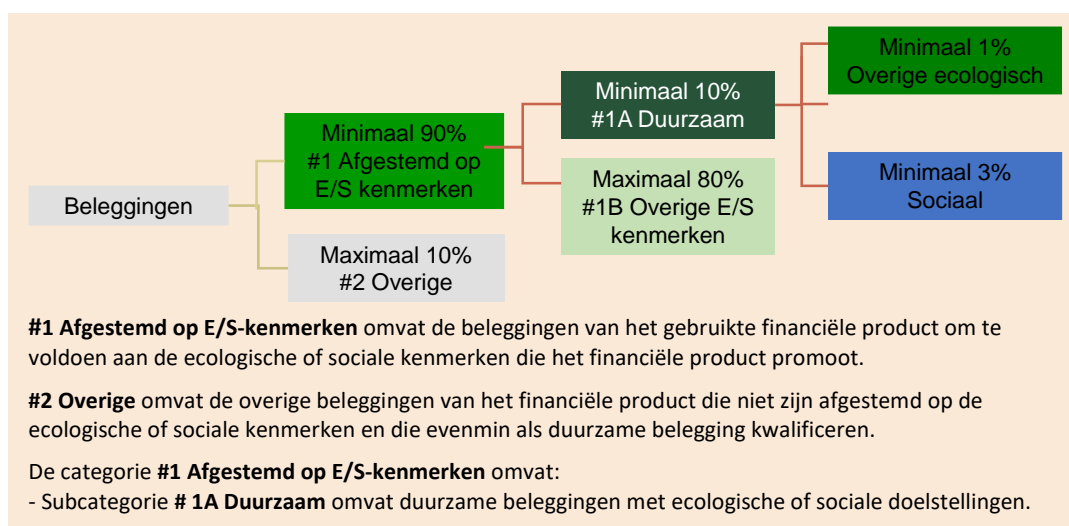 Minimaal 1%
Overige ecologisch
Minimaal 10%
#1A Duurzaam
Minimaal 90%
#1 Afgestemd op
E/S kenmerken
Minimaal 3%
Sociaal
Maximaal 80%
#1B Overige E/S
kenmerken
Beleggingen
Maximaal 10%
#2 Overige
#1 Afgestemd op E/S-kenmerken omvat de beleggingen van het gebruikte financiële product om te
voldoen aan de ecologische of sociale kenmerken die het financiële product promoot.
#2 Overige omvat de overige beleggingen van het financiële product die niet zijn afgestemd op de
ecologische of sociale kenmerken en die evenmin als duurzame belegging kwalificeren.
De categorie #1 Afgestemd op E/S-kenmerken omvat:
- Subcategorie # 1A Duurzaam omvat duurzame beleggingen met ecologische of sociale doelstellingen.